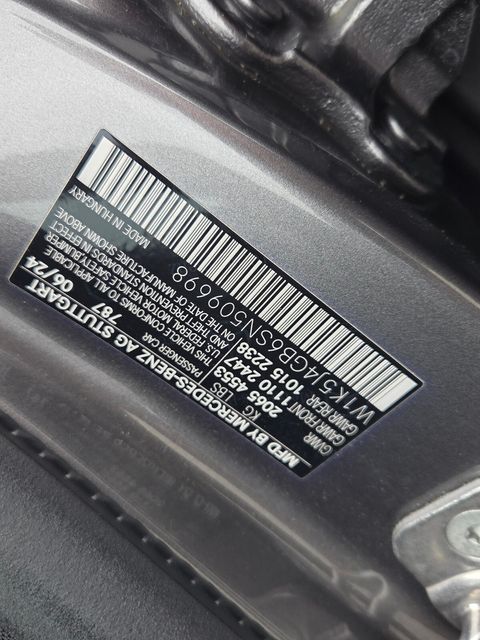 MFD BY MERCEDES-BENZ AG STUTTGART
787 06/24
PASSENGER CAR
KG LBS
GVWR 2065 4553
GAWR FRONT 1110 2447
GAWR REAR 1015 2238
THIS VEHICLE CONFORMS TO ALL APPLICABLE
U.S. FEDERAL MOTOR VEHICLE SAFETY, BUMPER,
AND THEFT PREVENTION STANDARDS IN EFFECT
ON THE DATE OF MANUFACTURE SHOWN ABOVE
W1K5J4GB6SN509698 MADE IN HUNGARY